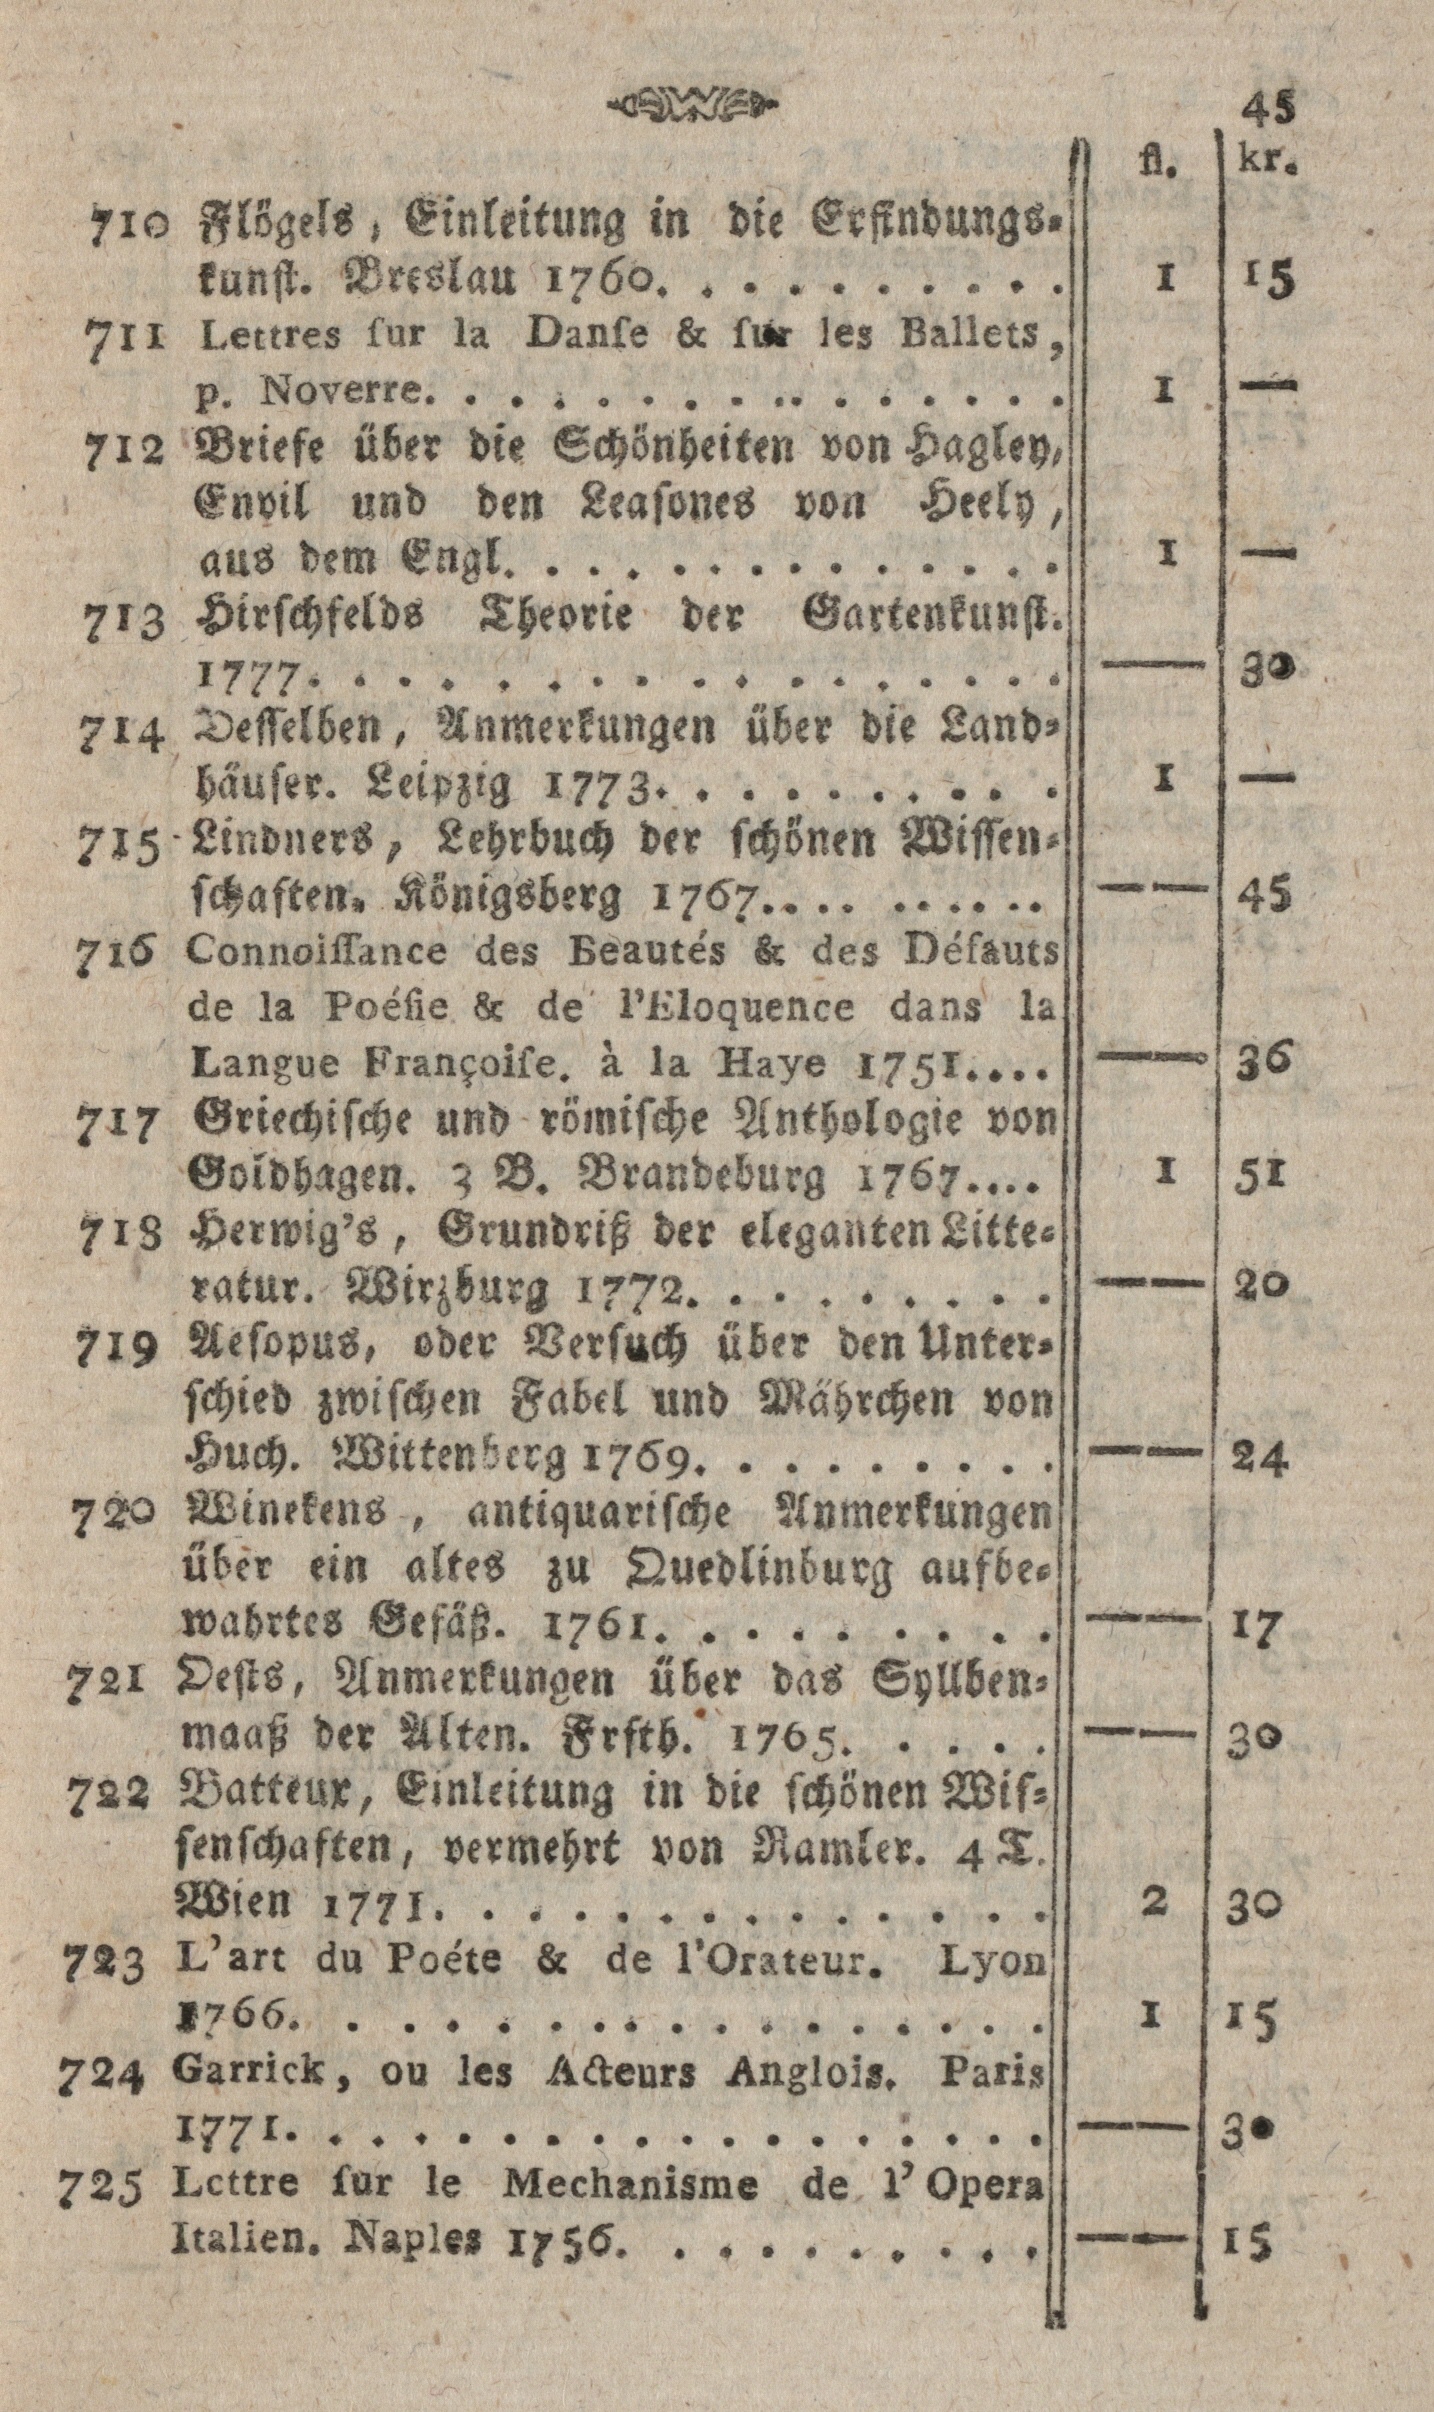 45
fl. kr.
710 Flögels, Einleitung in die Erfindungs-
kunſt. Breslau 1760. . . . . . . . . . 1 15
711 Lettres ſur la Danſe & ſur les Ballets,
p. Noverre. . . . . . . . . . . . . . . 1 —
712 Briefe über die Schönheiten von Hagley,
Envil und den Leaſones von Heely,
aus dem Engl. . . . . . . . . . . . . . 1 —
713 Hirſchfelds Theorie der Gartenkunſt.
1777. . . . . . . . . . . . . . . . . — 30
714 Deſſelben, Anmerkungen über die Land-
häuſer. Leipzig 1773. . . . . . . . . . 1 —
715 Lindners, Lehrbuch der ſchönen Wiſſen-
ſchaften. Königsberg 1767.... ...... —— 45
716 Connoiſſance des Beautés & des Défauts
de la Poéſie & de l'Eloquence dans la
Langue Françoiſe. à la Haye 1751.... —— 36
717 Griechiſche und römiſche Anthologie von
Goldhagen. 3 B. Brandeburg 1767.... 1 51
718 Herwig's, Grundriß der eleganten Litte-
ratur. Wirzburg 1772. . . . . . . . . —— 20
719 Aeſopus, oder Verſuch über den Unter-
ſchied zwiſchen Fabel und Mährchen von
Huch. Wittenberg 1769. . . . . . . . . —— 24
720 Winekens, antiquariſche Anmerkungen
über ein altes zu Quedlinburg aufbe-
wahrtes Gefäß. 1761. . . . . . . . . —— 17
721 Oeſts, Anmerkungen über das Syllben-
maaß der Alten. Frfth. 1765. . . . . —— 30
722 Batteux, Einleitung in die ſchönen Wiſ-
ſenſchaften, vermehrt von Ramler. 4 T.
Wien 1771. . . . . . . . . . . . . . . 2 30
723 L'art du Poéte & de l'Orateur. Lyon
1766. . . . . . . . . . . . . . . . . 1 15
724 Garrick, ou les Acteurs Anglois. Paris
1771. . . . . . . . . . . . . . . . . . —— 30
725 Lettre ſur le Mechanisme de l'Opera
Italien. Naples 1756. . . . . . . . . . —— 15